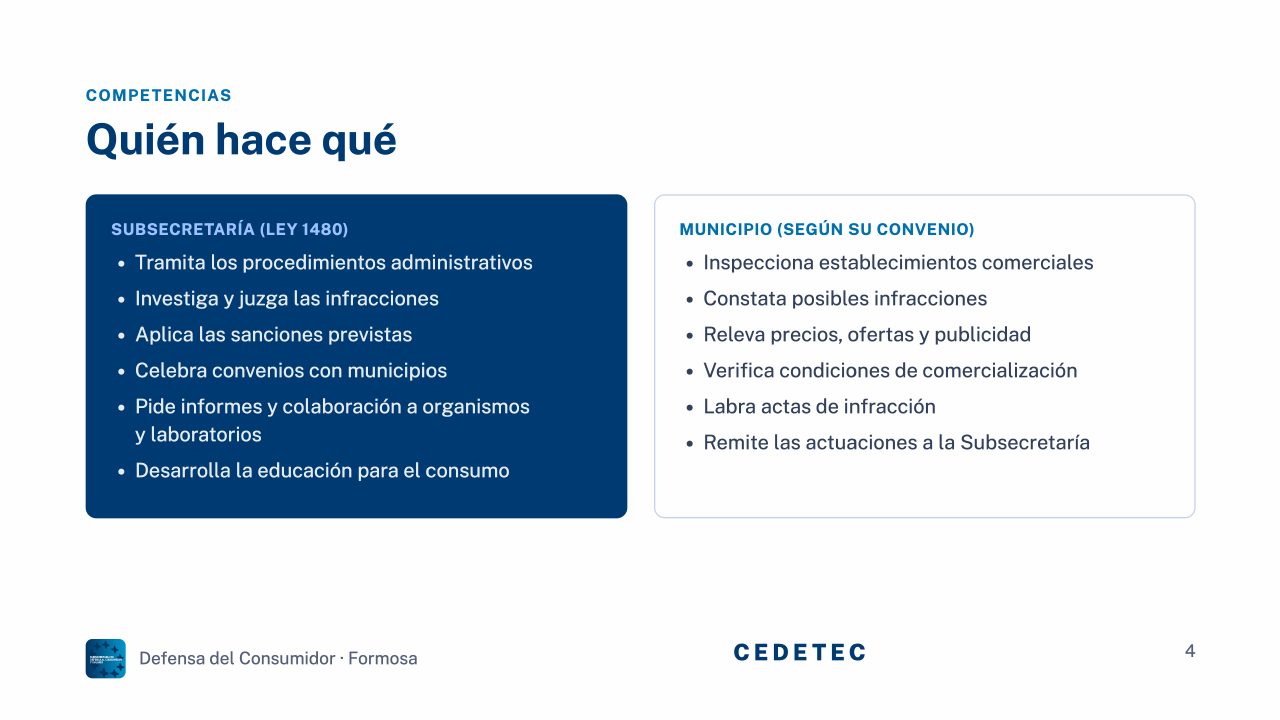 COMPETENCIAS
Quién hace qué
SUBSECRETARÍA (LEY 1480)
• Tramita los procedimientos administrativos
• Investiga y juzga las infracciones
• Aplica las sanciones previstas
• Celebra convenios con municipios
• Pide informes y colaboración a organismos
y laboratorios
• Desarrolla la educación para el consumo
MUNICIPIO (SEGÚN SU CONVENIO)
• Inspecciona establecimientos comerciales
• Constata posibles infracciones
• Releva precios, ofertas y publicidad
• Verifica condiciones de comercialización
• Labra actas de infracción
• Remite las actuaciones a la Subsecretaría
Defensa del Consumidor · Formosa
CEDETEC
4